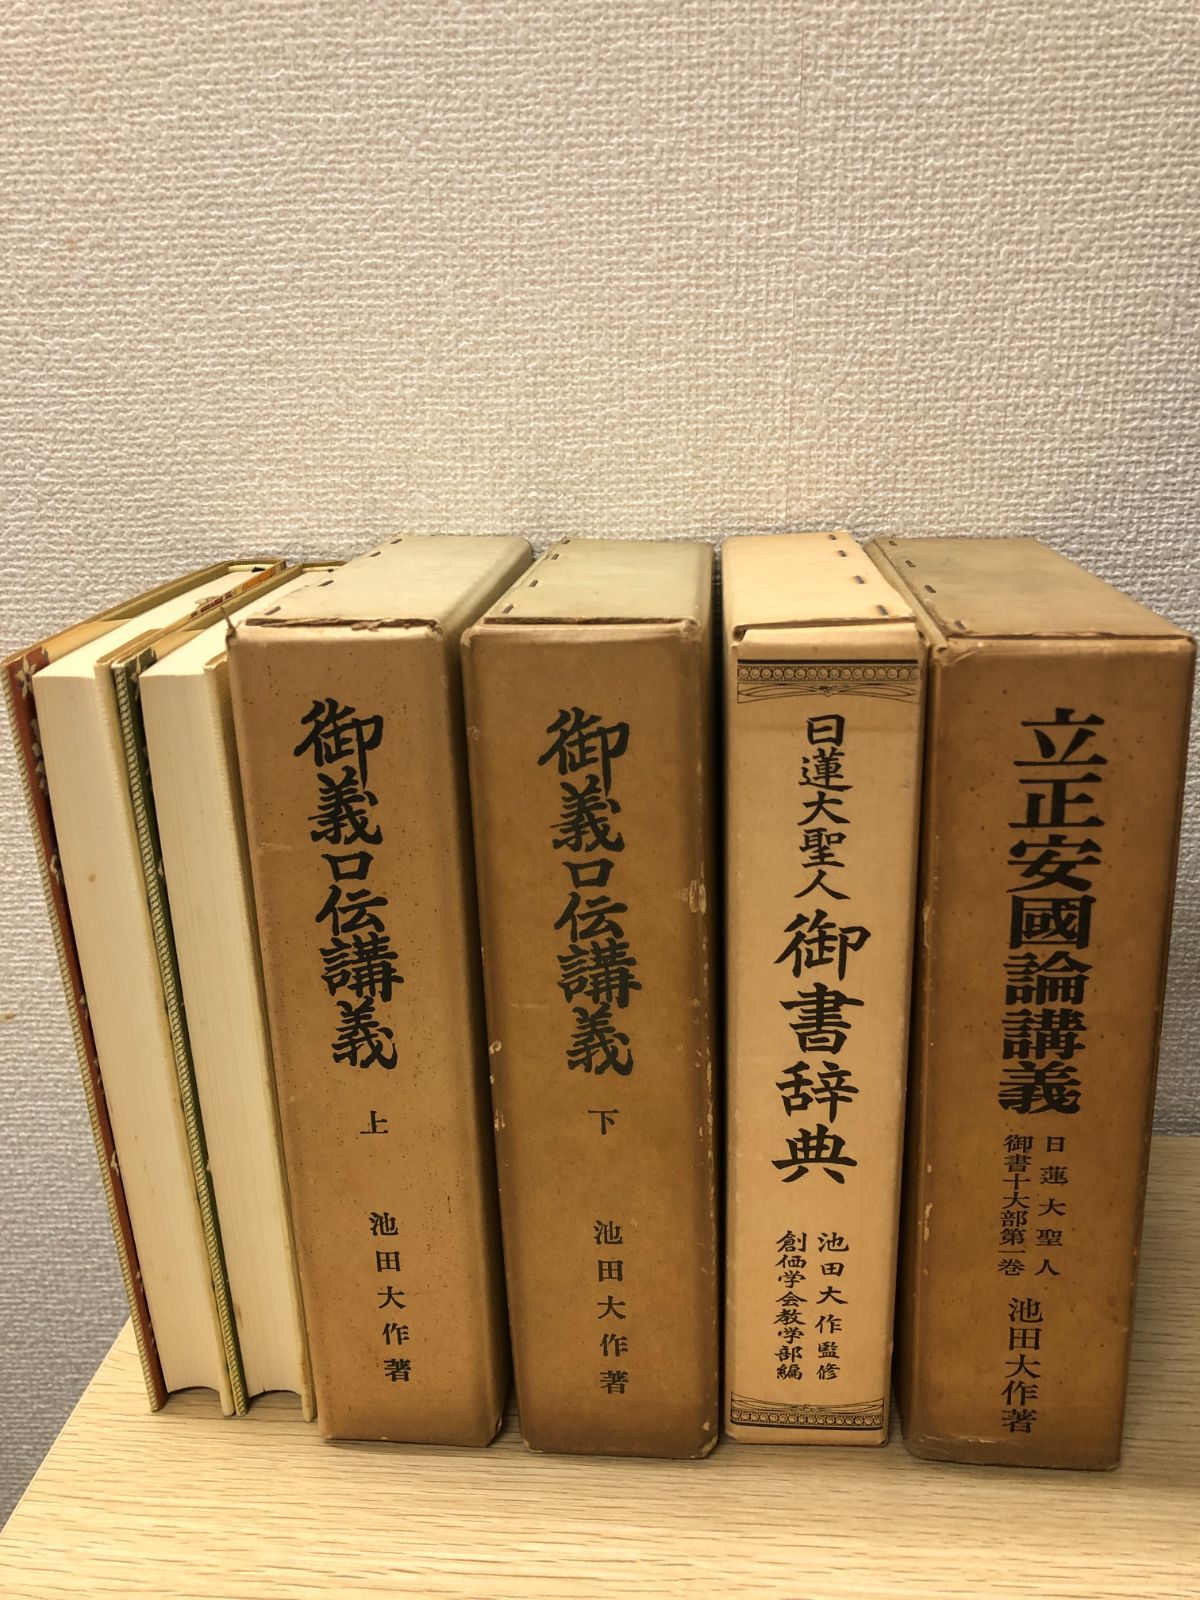 御義口伝講義
上
池田大作著
御義口伝講義
下
池田大作著
日蓮大聖人
御書辞典
池田大作監修
創価学会教学部編
立正安國論講義
日蓮大聖人
御書十大部第一巻
池田大作著